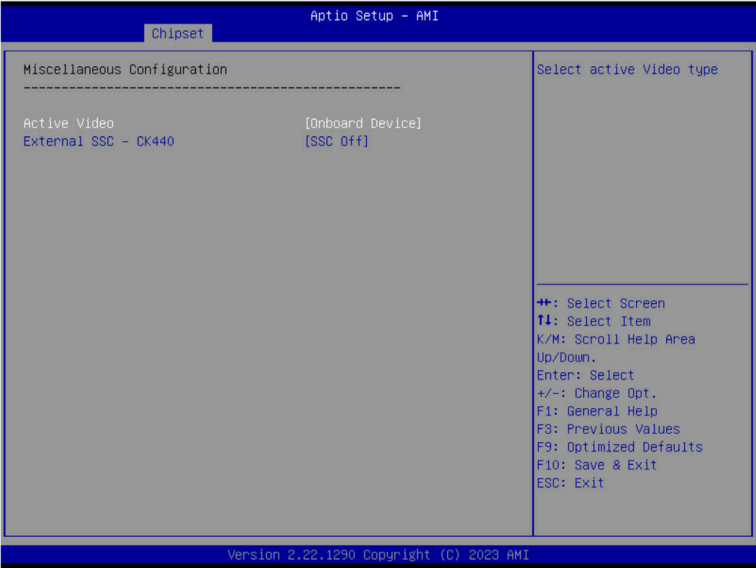 Aptio Setup – AMI
Chipset
Miscellaneous Configuration
--------------------------------------------------
Active Video [Onboard Device]
External SSC – CK440 [SSC Off]
Select active Video type
→←: Select Screen
↑↓: Select Item
K/M: Scroll Help Area
Up/Down.
Enter: Select
+/-: Change Opt.
F1: General Help
F3: Previous Values
F9: Optimized Defaults
F10: Save & Exit
ESC: Exit
Version 2.22.1290 Copyright (C) 2023 AMI